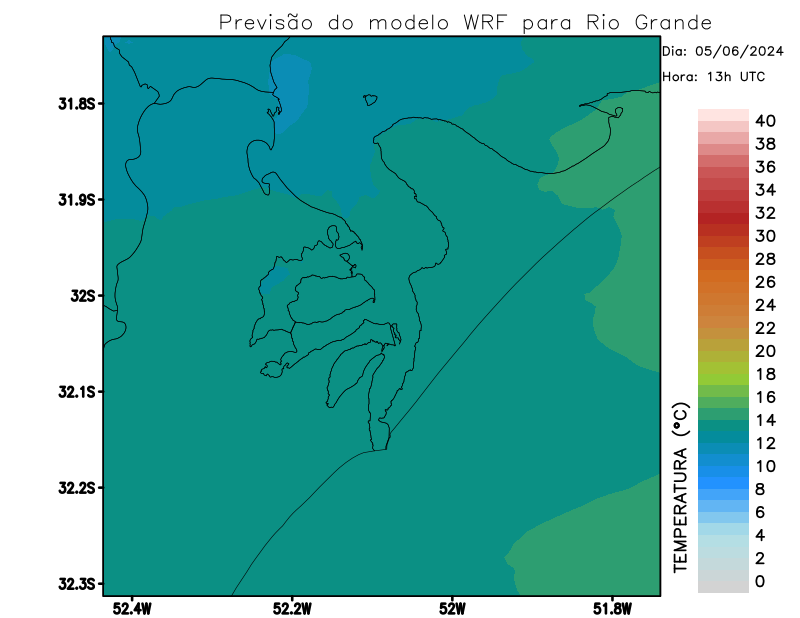 Previsão do modelo WRF para Rio Grande
Dia: 05/06/2024
Hora: 13h UTC
31.8S
31.9S
32S
32.1S
32.2S
32.3S
52.4W
52.2W
52W
51.8W
TEMPERATURA (°C)
40
38
36
34
32
30
28
26
24
22
20
18
16
14
12
10
8
6
4
2
0